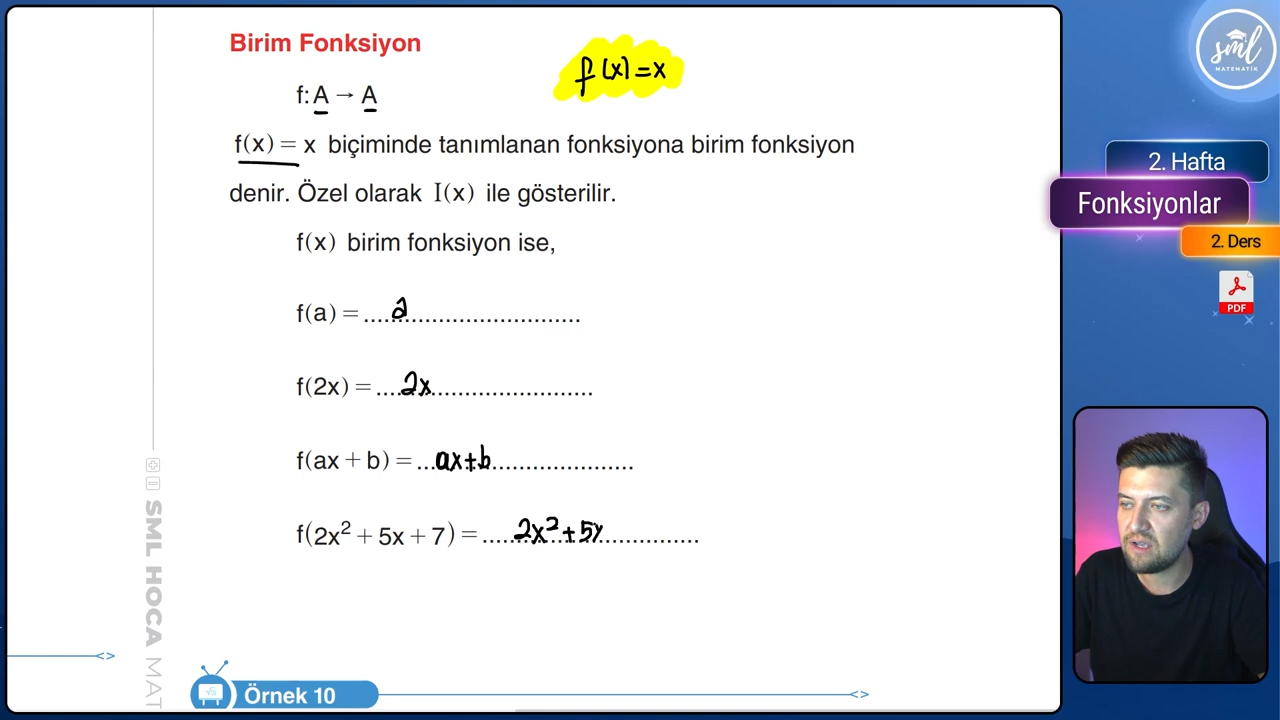 Birim Fonksiyon
f(x) = x
f: A → A
f(x) = x biçiminde tanımlanan fonksiyona birim fonksiyon
denir. Özel olarak I(x) ile gösterilir.
f(x) birim fonksiyon ise,
f(a) = ....a..............................
f(2x) = ....2x..............................
f(ax + b) = ...ax+b........................
f(2x² + 5x + 7) = .....2x² + 5x..............
Örnek 10
SML HOCA MAT
sml
MATEMATİK
2. Hafta
Fonksiyonlar
2. Ders
PDF